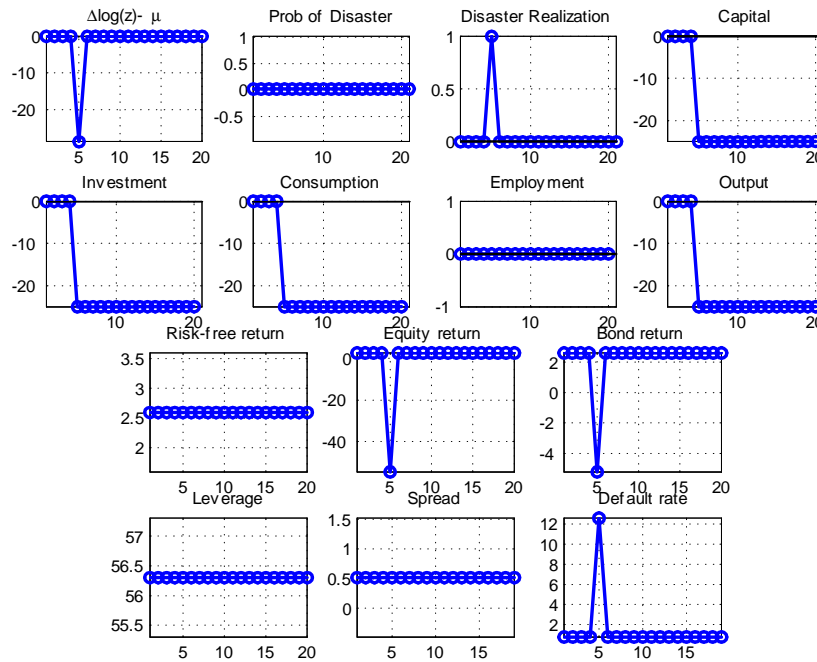 Δlog(z)- μ
0
-10
-20
5 10 15 20
Prob of Disaster
1
0.5
0
-0.5
10 20
Disaster Realization
1
0.5
0
10 20
Capital
0
-10
-20
10 20
Investment
0
-10
-20
10 20
Consumption
0
-10
-20
10 20
Employment
1
0
-1
10 20
Output
0
-10
-20
10 20
Risk-free return
3.5
3
2.5
2
5 10 15 20
Equity return
0
-20
-40
5 10 15 20
Bond return
2
0
-2
-4
5 10 15 20
Leverage
57
56.5
56
55.5
5 10 15 20
Spread
1.5
1
0.5
0
5 10 15
Default rate
12
10
8
6
4
2
5 10 15